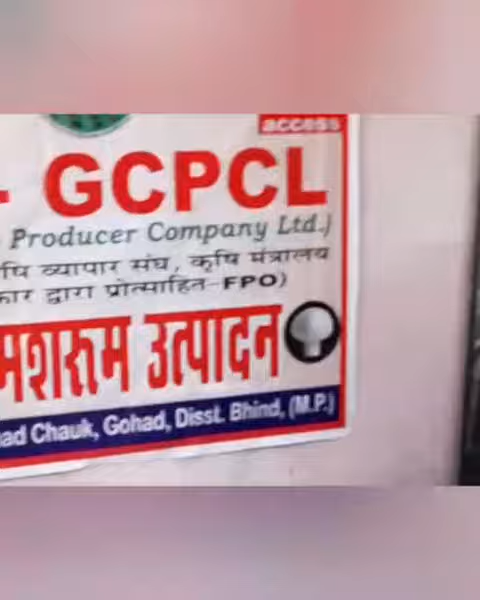 access
- GCPCL
Producer Company Ltd.)
षि व्यापार संघ, कृषि मंत्रालय
कार द्वारा प्रोत्साहित-FPO)
मशरूम उत्पादन
ad Chauk, Gohad, Disst. Bhind, (M.P.)